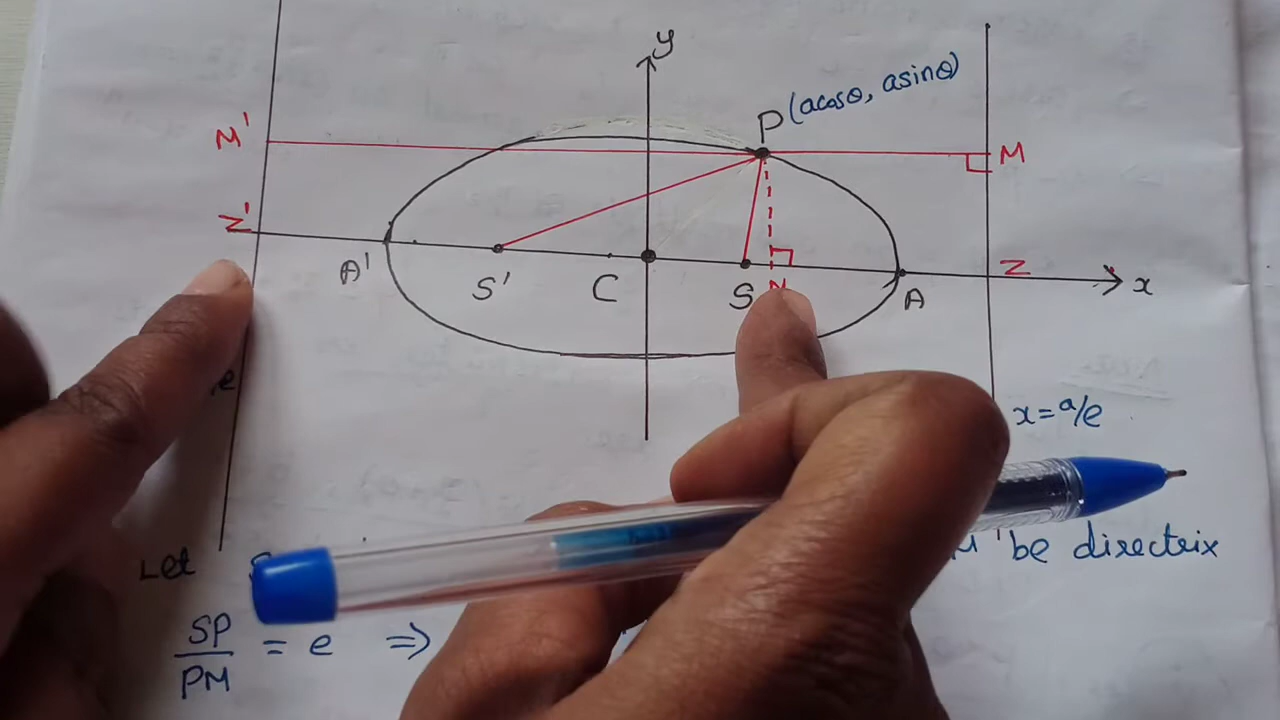 y
P (acosθ, asinθ)
M'
M
Z'
Z
A'
S'
C
S
N
A
x
e
x = a/e
Let
be directrix
SP/PM = e ⇒